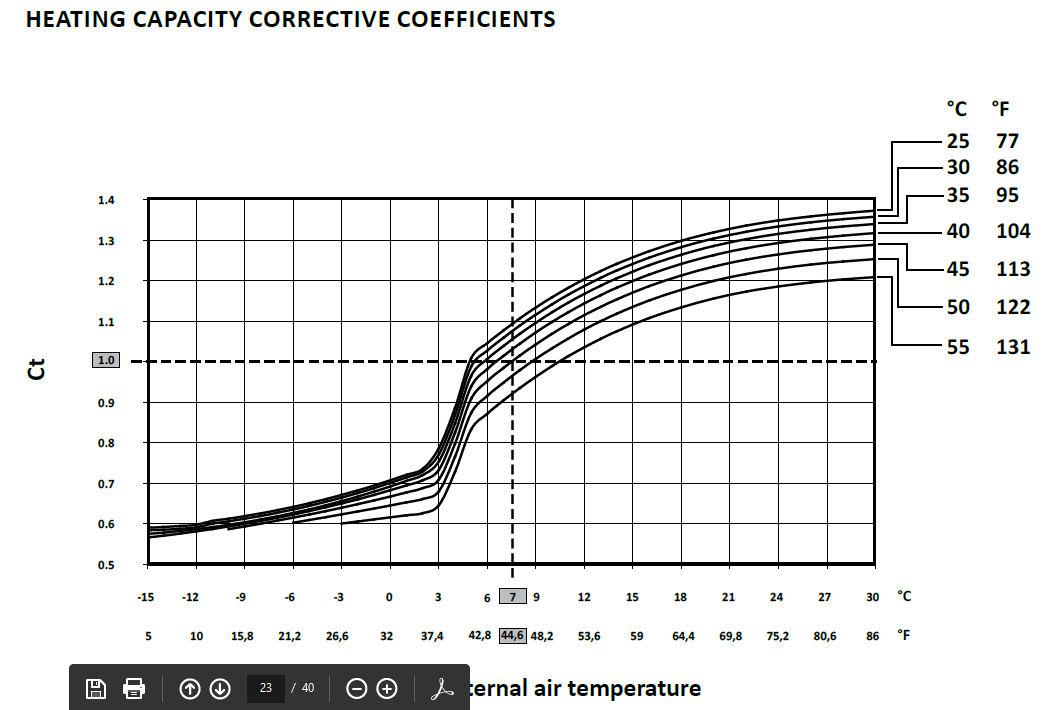 HEATING CAPACITY CORRECTIVE COEFFICIENTS
°C °F
25 77
30 86
35 95
40 104
45 113
50 122
55 131
1.4
1.3
1.2
1.1
1.0
0.9
0.8
0.7
0.6
0.5
Ct
-15 -12 -9 -6 -3 0 3 6 7 9 12 15 18 21 24 27 30 °C
5 10 15,8 21,2 26,6 32 37,4 42,8 44,6 48,2 53,6 59 64,4 69,8 75,2 80,6 86 °F
23 / 40
ternal air temperature